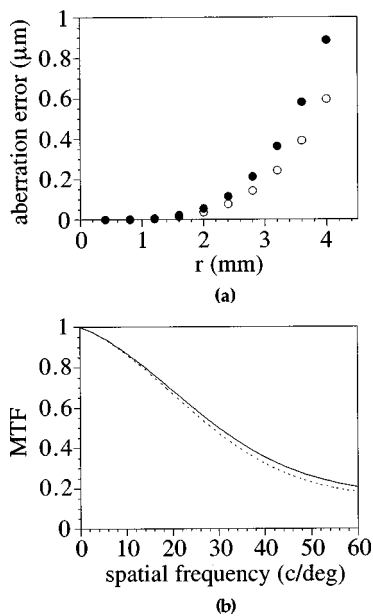 1
0.8
0.6
0.4
0.2
0
aberration error (μm)
0 1 2 3 4
r (mm)
(a)
1
0.8
0.6
0.4
0.2
0
MTF
0 10 20 30 40 50 60
spatial frequency (c/deg)
(b)